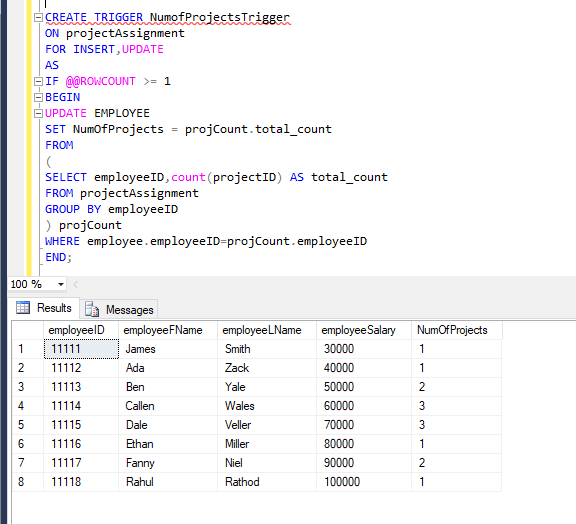 CREATE TRIGGER NumofProjectsTrigger
ON projectAssignment
FOR INSERT,UPDATE
AS
IF @@ROWCOUNT >= 1
BEGIN
UPDATE EMPLOYEE
SET NumOfProjects = projCount.total_count
FROM
(
SELECT employeeID,count(projectID) AS total_count
FROM projectAssignment
GROUP BY employeeID
) projCount
WHERE employee.employeeID=projCount.employeeID
END;
100 %
Results Messages
employeeID employeeFName employeeLName employeeSalary NumOfProjects
1 11111 James Smith 30000 1
2 11112 Ada Zack 40000 1
3 11113 Ben Yale 50000 2
4 11114 Callen Wales 60000 3
5 11115 Dale Veller 70000 3
6 11116 Ethan Miller 80000 1
7 11117 Fanny Niel 90000 2
8 11118 Rahul Rathod 100000 1